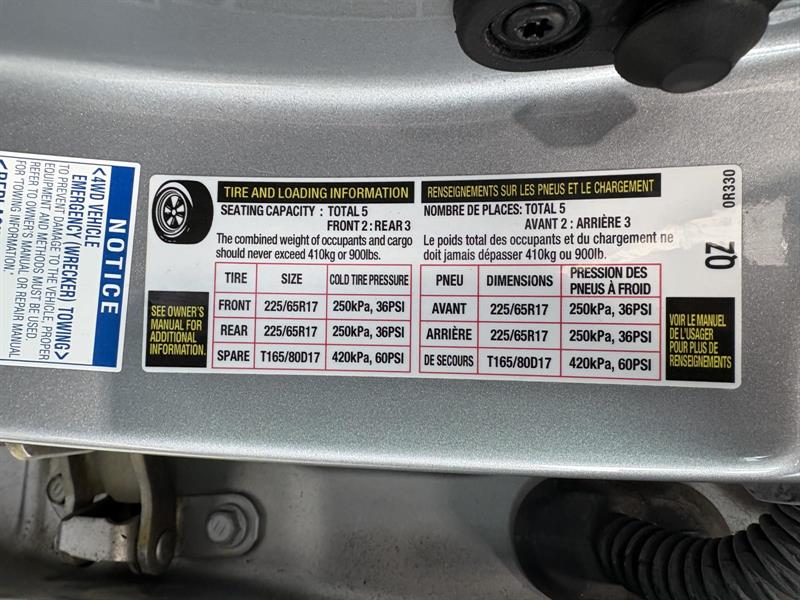 NOTICE
<4WD VEHICLE
EMERGENCY (WRECKER) TOWING>
TO PREVENT DAMAGE TO THE VEHICLE, PROPER
EQUIPMENT AND METHODS MUST BE USED.
REFER TO OWNER'S MANUAL OR REPAIR MANUAL
FOR TOWING INFORMATION.
TIRE AND LOADING INFORMATION
SEATING CAPACITY : TOTAL 5
FRONT 2 : REAR 3
The combined weight of occupants and cargo
should never exceed 410kg or 900lbs.
SEE OWNER'S
MANUAL FOR
ADDITIONAL
INFORMATION.
TIRE SIZE COLD TIRE PRESSURE
FRONT 225/65R17 250kPa, 36PSI
REAR 225/65R17 250kPa, 36PSI
SPARE T165/80D17 420kPa, 60PSI
RENSEIGNEMENTS SUR LES PNEUS ET LE CHARGEMENT
NOMBRE DE PLACES: TOTAL 5
AVANT 2 : ARRIÈRE 3
Le poids total des occupants et du chargement ne
doit jamais dépasser 410kg ou 900lb.
PNEU DIMENSIONS PRESSION DES
PNEUS À FROID
AVANT 225/65R17 250kPa, 36PSI
ARRIÈRE 225/65R17 250kPa, 36PSI
DE SECOURS T165/80D17 420kPa, 60PSI
VOIR LE MANUEL
DE L'USAGER
POUR PLUS DE
RENSEIGNEMENTS
0R330
QZ